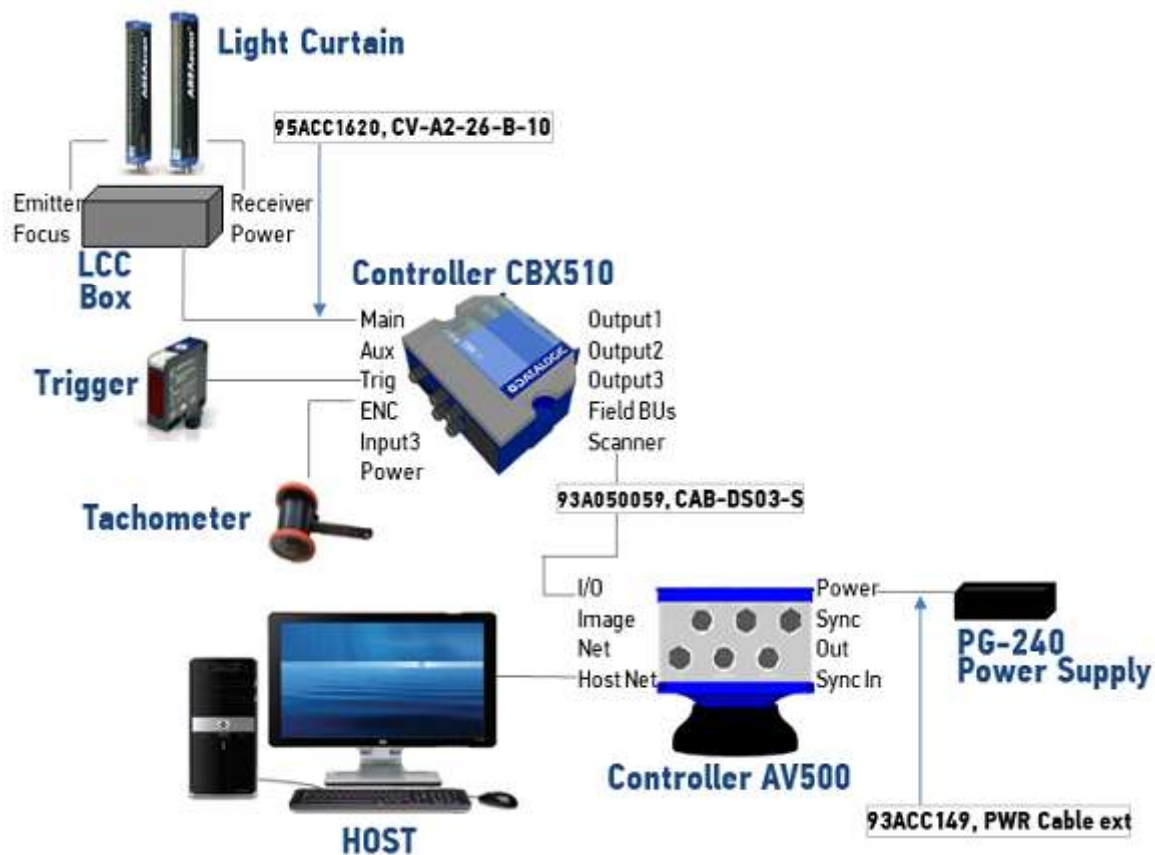 Light Curtain
95ACC1620, CV-A2-26-B-10
Emitter
Focus
Receiver
Power
LCC
Box
Controller CBX510
Main
Aux
Trig
ENC
Input3
Power
Output1
Output2
Output3
Field BUs
Scanner
DATALOGIC
Trigger
Tachometer
93A050059, CAB-DS03-S
I/O
Image
Net
Host Net
Power
Sync
Out
Sync In
PG-240
Power Supply
Controller AV500
93ACC149, PWR Cable ext
HOST